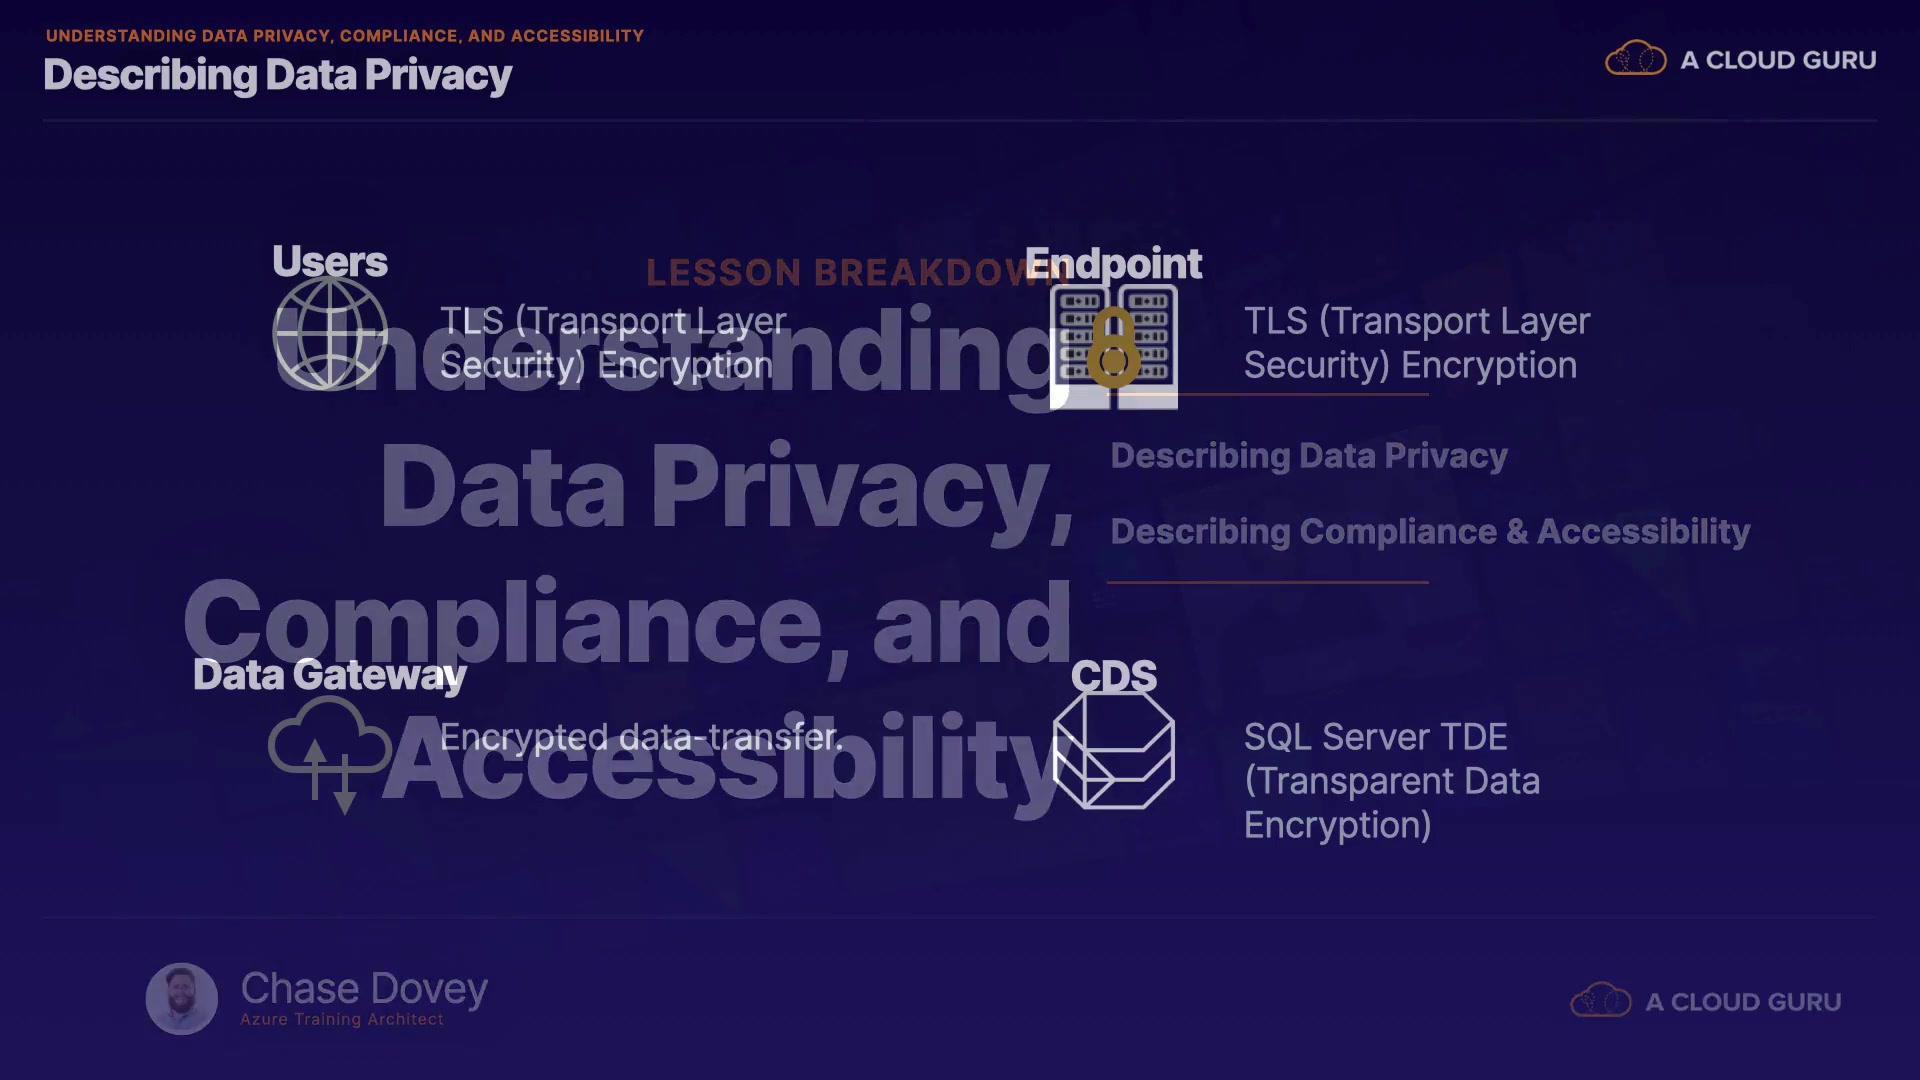 UNDERSTANDING DATA PRIVACY, COMPLIANCE, AND ACCESSIBILITY
Describing Data Privacy
A CLOUD GURU
Users
TLS (Transport Layer
Security) Encryption
Endpoint
TLS (Transport Layer
Security) Encryption
Data Gateway
Encrypted data-transfer.
CDS
SQL Server TDE
(Transparent Data
Encryption)
LESSON BREAKDOWN
Understanding
Data Privacy,
Compliance, and
Accessibility
Describing Data Privacy
Describing Compliance & Accessibility
Chase Dovey
Azure Training Architect
A CLOUD GURU